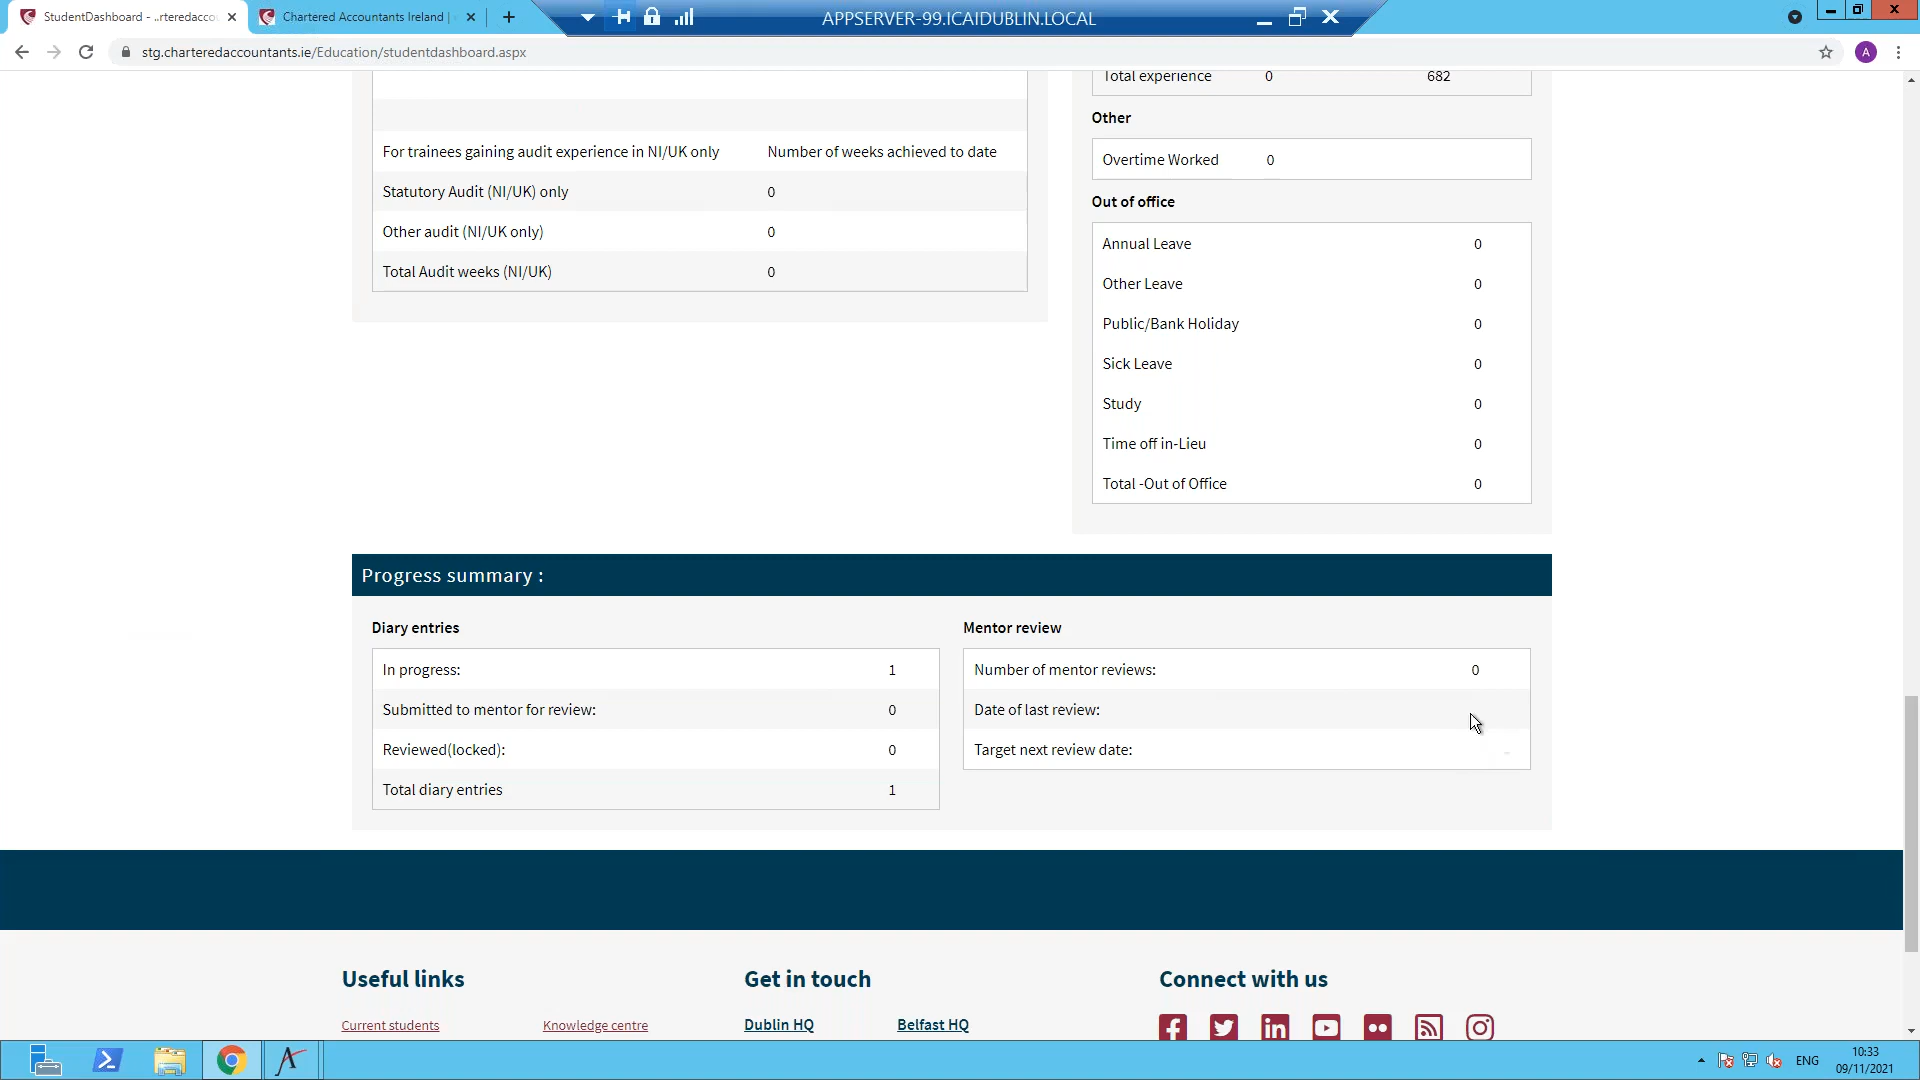 StudentDashboard - ..rteredaccou
Chartered Accountants Ireland |
APPSERVER-99.ICAIDUBLIN.LOCAL
stg.charteredaccountants.ie/Education/studentdashboard.aspx
A
For trainees gaining audit experience in NI/UK only Number of weeks achieved to date
Statutory Audit (NI/UK) only 0
Other audit (NI/UK only) 0
Total Audit weeks (NI/UK) 0
Total experience 0 682
Other
Overtime Worked 0
Out of office
Annual Leave 0
Other Leave 0
Public/Bank Holiday 0
Sick Leave 0
Study 0
Time off in-Lieu 0
Total -Out of Office 0
Progress summary :
Diary entries
In progress: 1
Submitted to mentor for review: 0
Reviewed(locked): 0
Total diary entries 1
Mentor review
Number of mentor reviews: 0
Date of last review:
Target next review date:
Useful links
Current students Knowledge centre
Get in touch
Dublin HQ Belfast HQ
Connect with us
ENG
10:33
09/11/2021